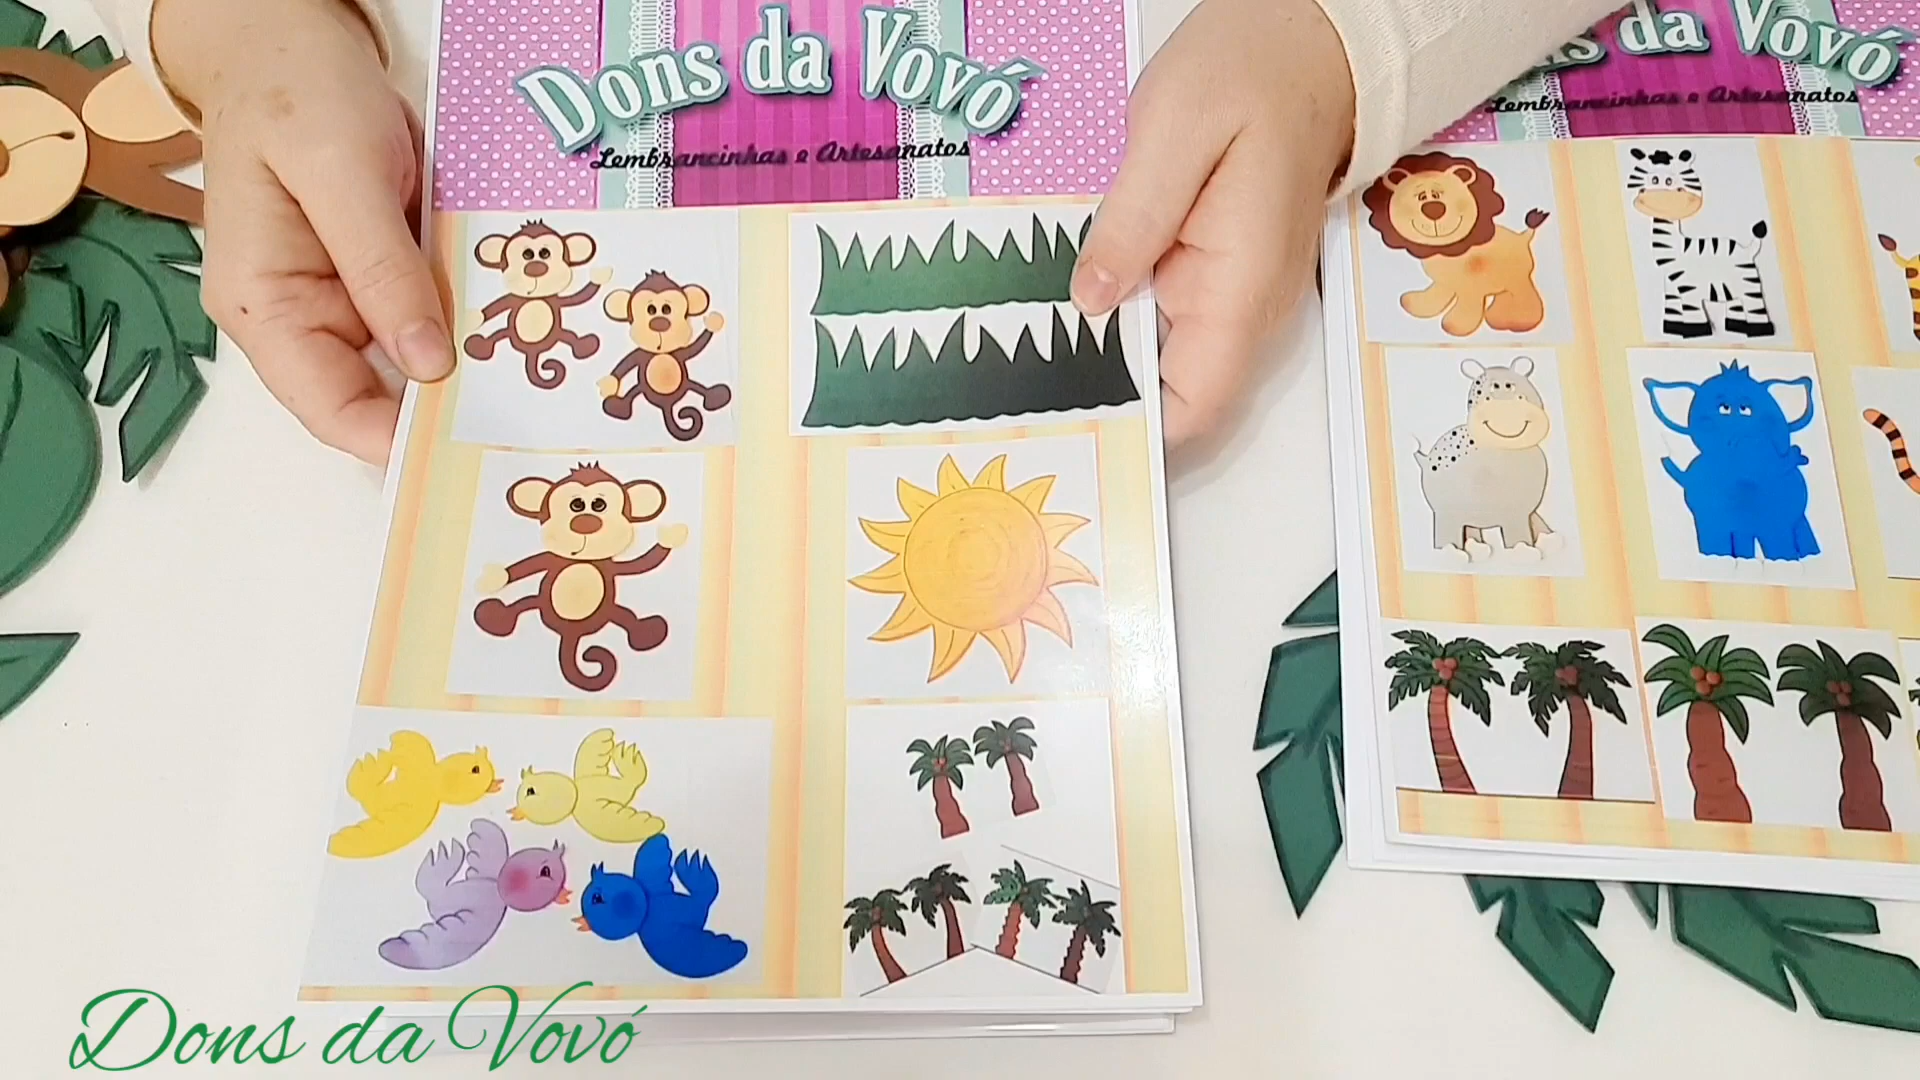 Dons da Vovó
Lembrancinhas e Artesanatos
da Vovó
Lembrancinhas e Artesanatos
Dons da Vovó